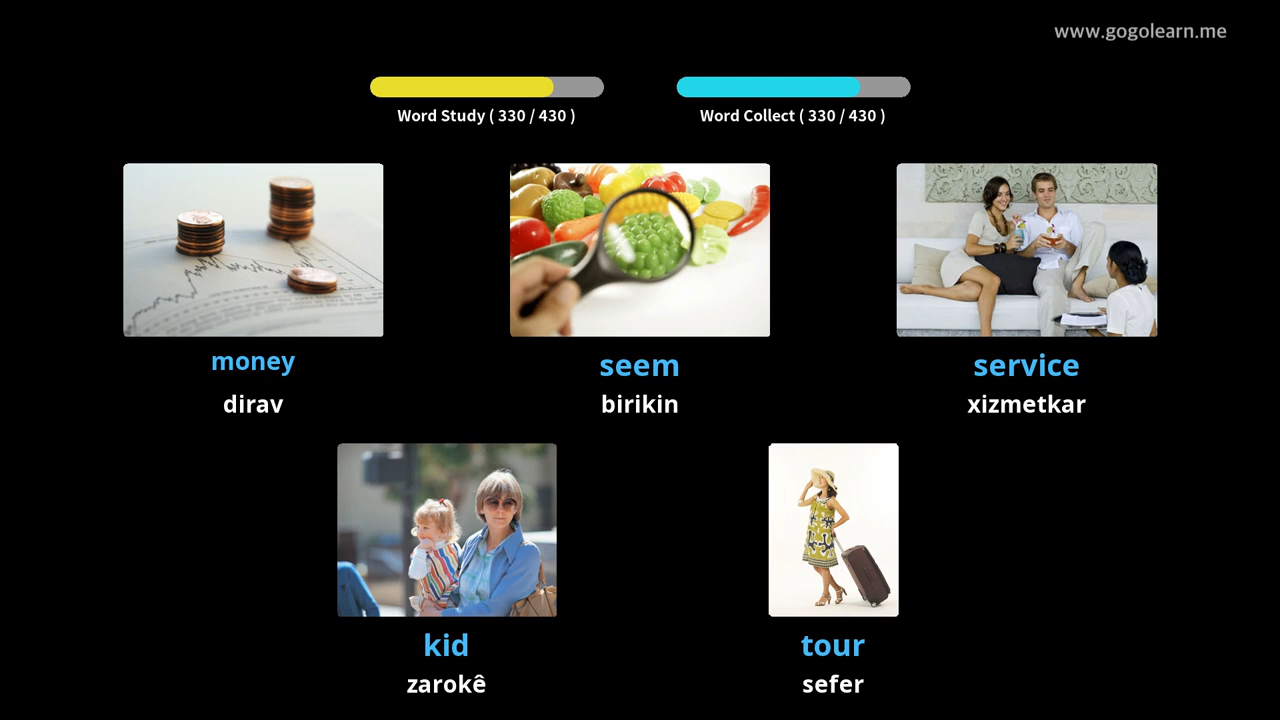 www.gogolearn.me
Word Study ( 330 / 430 )
Word Collect ( 330 / 430 )
money
dirav
seem
birikin
service
xizmetkar
kid
zarokê
tour
sefer